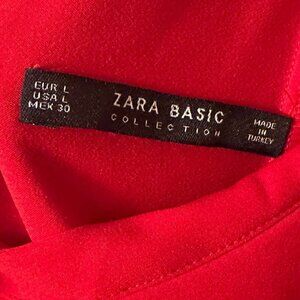 EUR L
USA L
MEX 30
ZARA BASIC
COLLECTION
MADE
IN
TURKEY